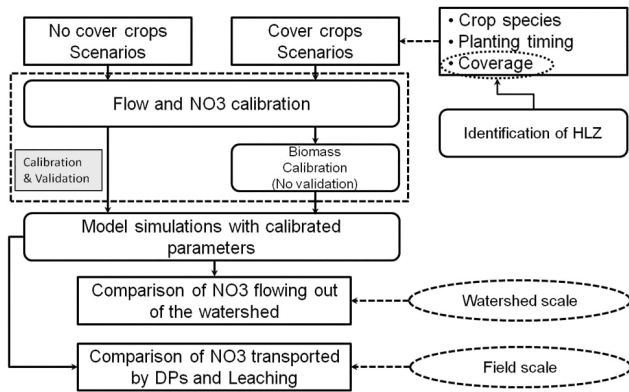 No cover crops
Scenarios
Cover crops
Scenarios
• Crop species
• Planting timing
• Coverage
Flow and NO3 calibration
Identification of HLZ
Calibration
& Validation
Biomass
Calibration
(No validation)
Model simulations with calibrated
parameters
Comparison of NO3 flowing out
of the watershed
Watershed scale
Comparison of NO3 transported
by DPs and Leaching
Field scale